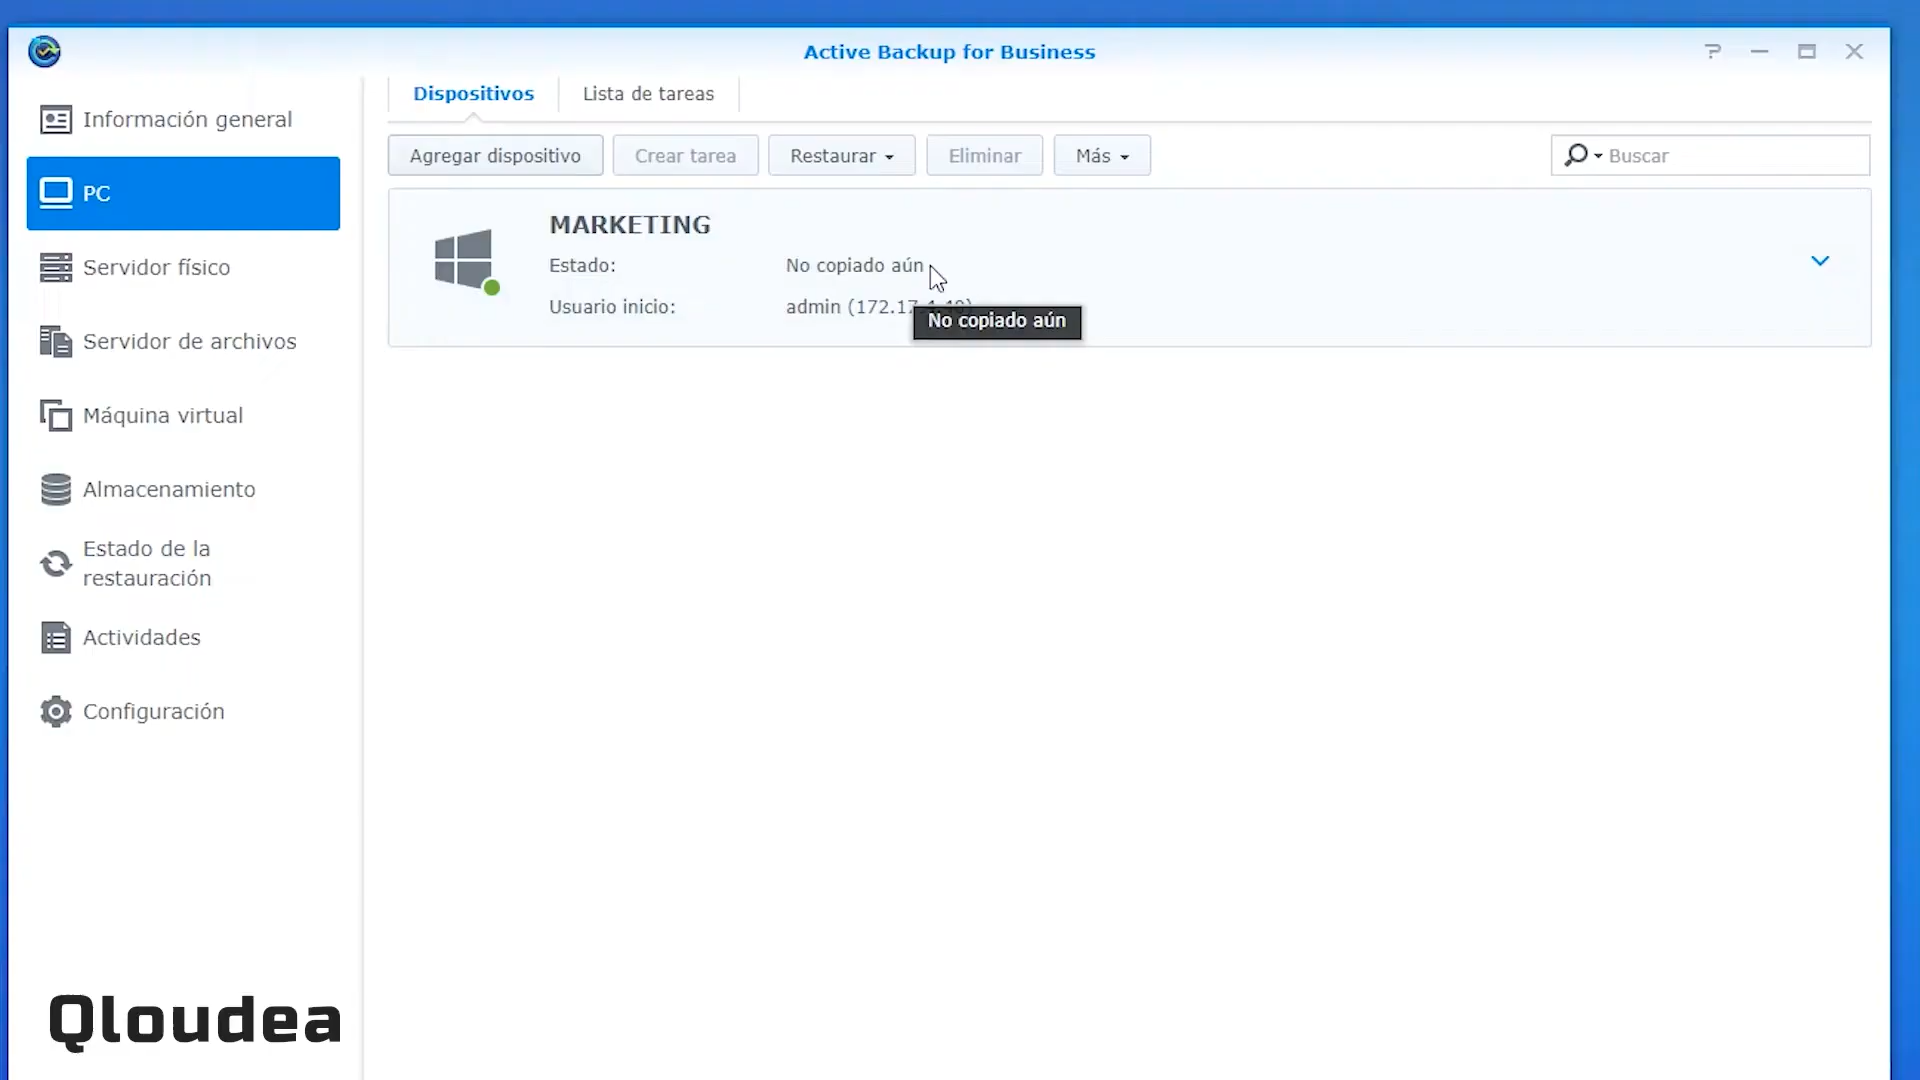 Active Backup for Business
Información general
PC
Servidor físico
Servidor de archivos
Máquina virtual
Almacenamiento
Estado de la
restauración
Actividades
Configuración
Qloudea
Dispositivos
Lista de tareas
Agregar dispositivo
Crear tarea
Restaurar
Eliminar
Más
Buscar
MARKETING
Estado:
No copiado aún
Usuario inicio:
admin
No copiado aún